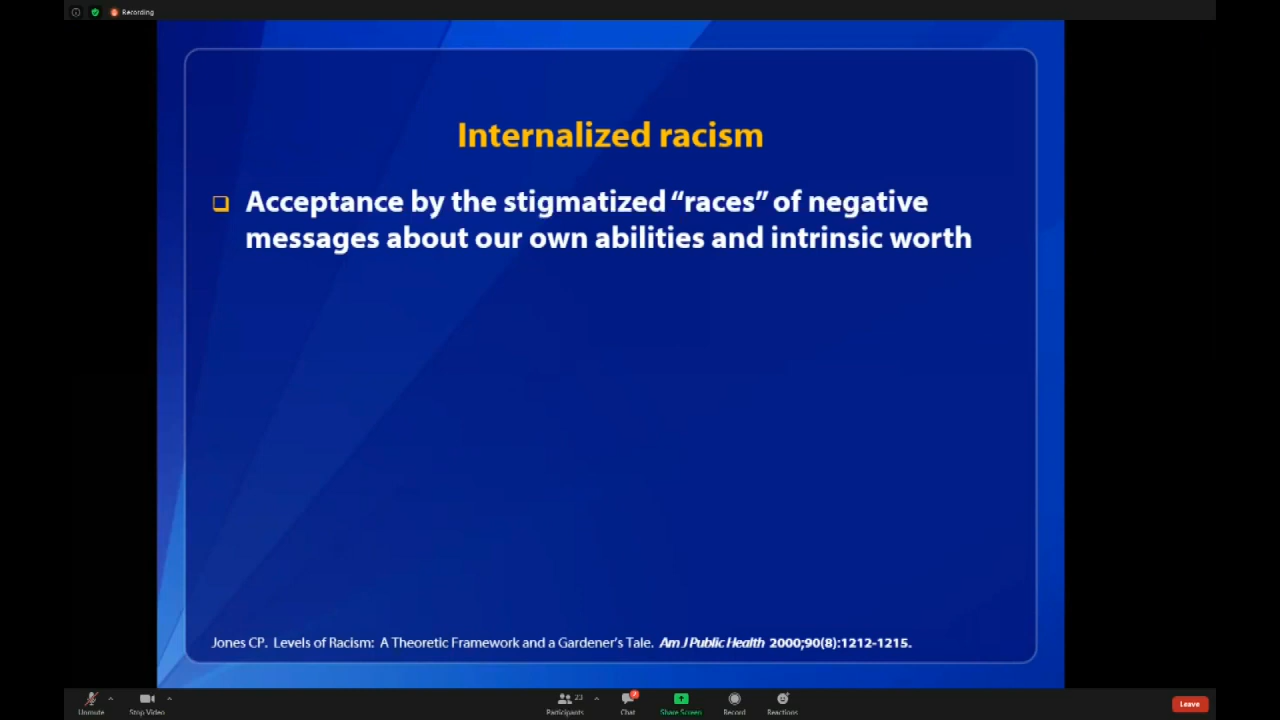 Recording
Internalized racism
Acceptance by the stigmatized “races” of negative
messages about our own abilities and intrinsic worth
Jones CP. Levels of Racism: A Theoretic Framework and a Gardener’s Tale. Am J Public Health 2000;90(8):1212-1215.
Unmute Stop Video Participants 23 Chat Share Screen Record Reactions Leave